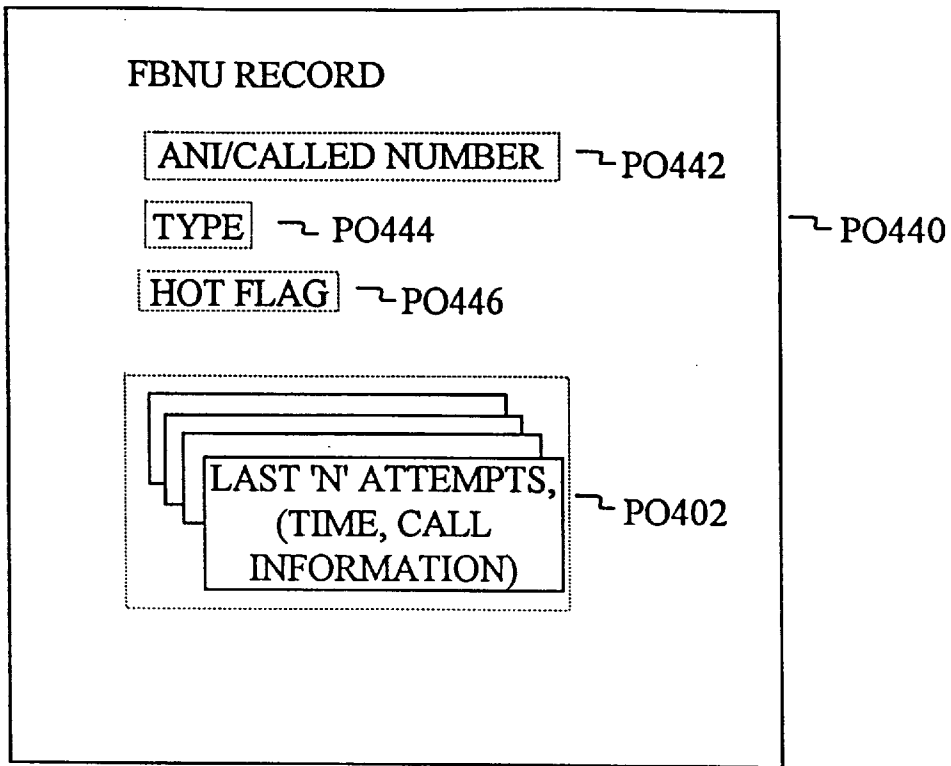 FBNU RECORD
ANI/CALLED NUMBER PO442
TYPE PO444
PO440
HOT FLAG PO446
LAST 'N' ATTEMPTS,
(TIME, CALL
INFORMATION)
PO402